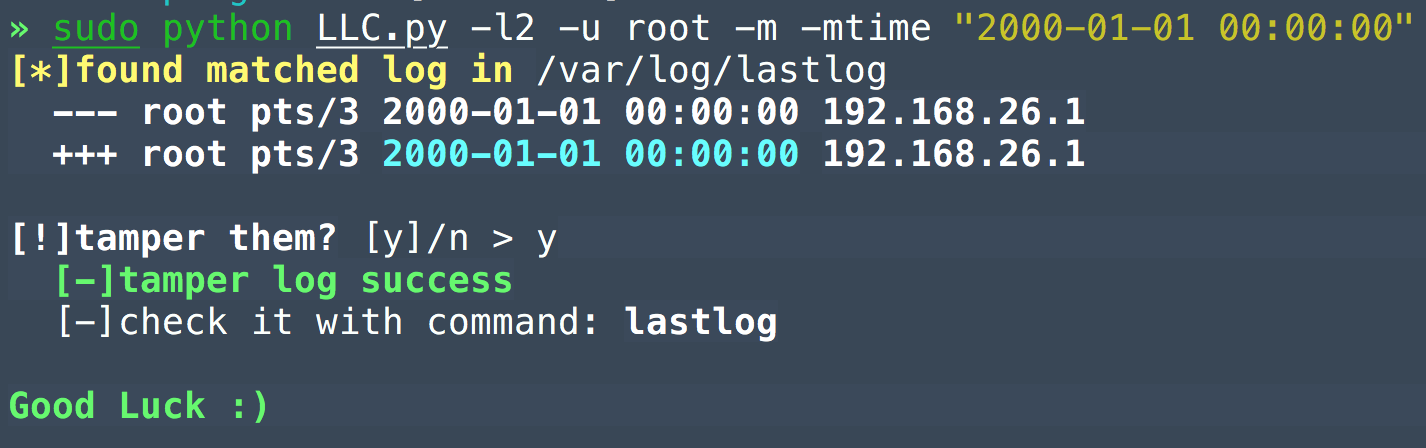 » sudo python LLC.py -l2 -u root -m -mtime "2000-01-01 00:00:00"
[*]found matched log in /var/log/lastlog
--- root pts/3 2000-01-01 00:00:00 192.168.26.1
+++ root pts/3 2000-01-01 00:00:00 192.168.26.1
[!]tamper them? [y]/n > y
[-]tamper log success
[-]check it with command: lastlog
Good Luck :)